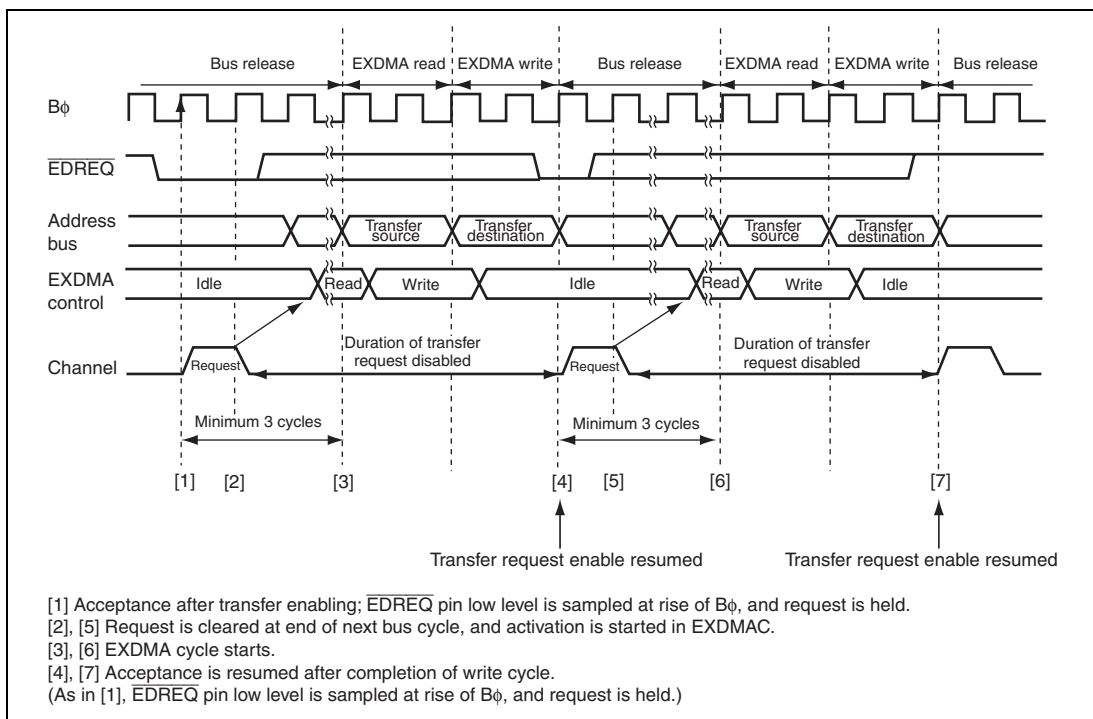 Bus release EXDMA read EXDMA write Bus release EXDMA read EXDMA write Bus release
Bϕ
EDREQ
Address bus
Transfer source Transfer destination Transfer source Transfer destination
EXDMA control
Idle Read Write Idle Read Write Idle
Channel
Request Duration of transfer request disabled Request Duration of transfer request disabled
Minimum 3 cycles Minimum 3 cycles
[1] [2] [3] [4] [5] [6] [7]
Transfer request enable resumed Transfer request enable resumed
[1] Acceptance after transfer enabling; EDREQ pin low level is sampled at rise of Bϕ, and request is held.
[2], [5] Request is cleared at end of next bus cycle, and activation is started in EXDMAC.
[3], [6] EXDMA cycle starts.
[4], [7] Acceptance is resumed after completion of write cycle.
(As in [1], EDREQ pin low level is sampled at rise of Bϕ, and request is held.)